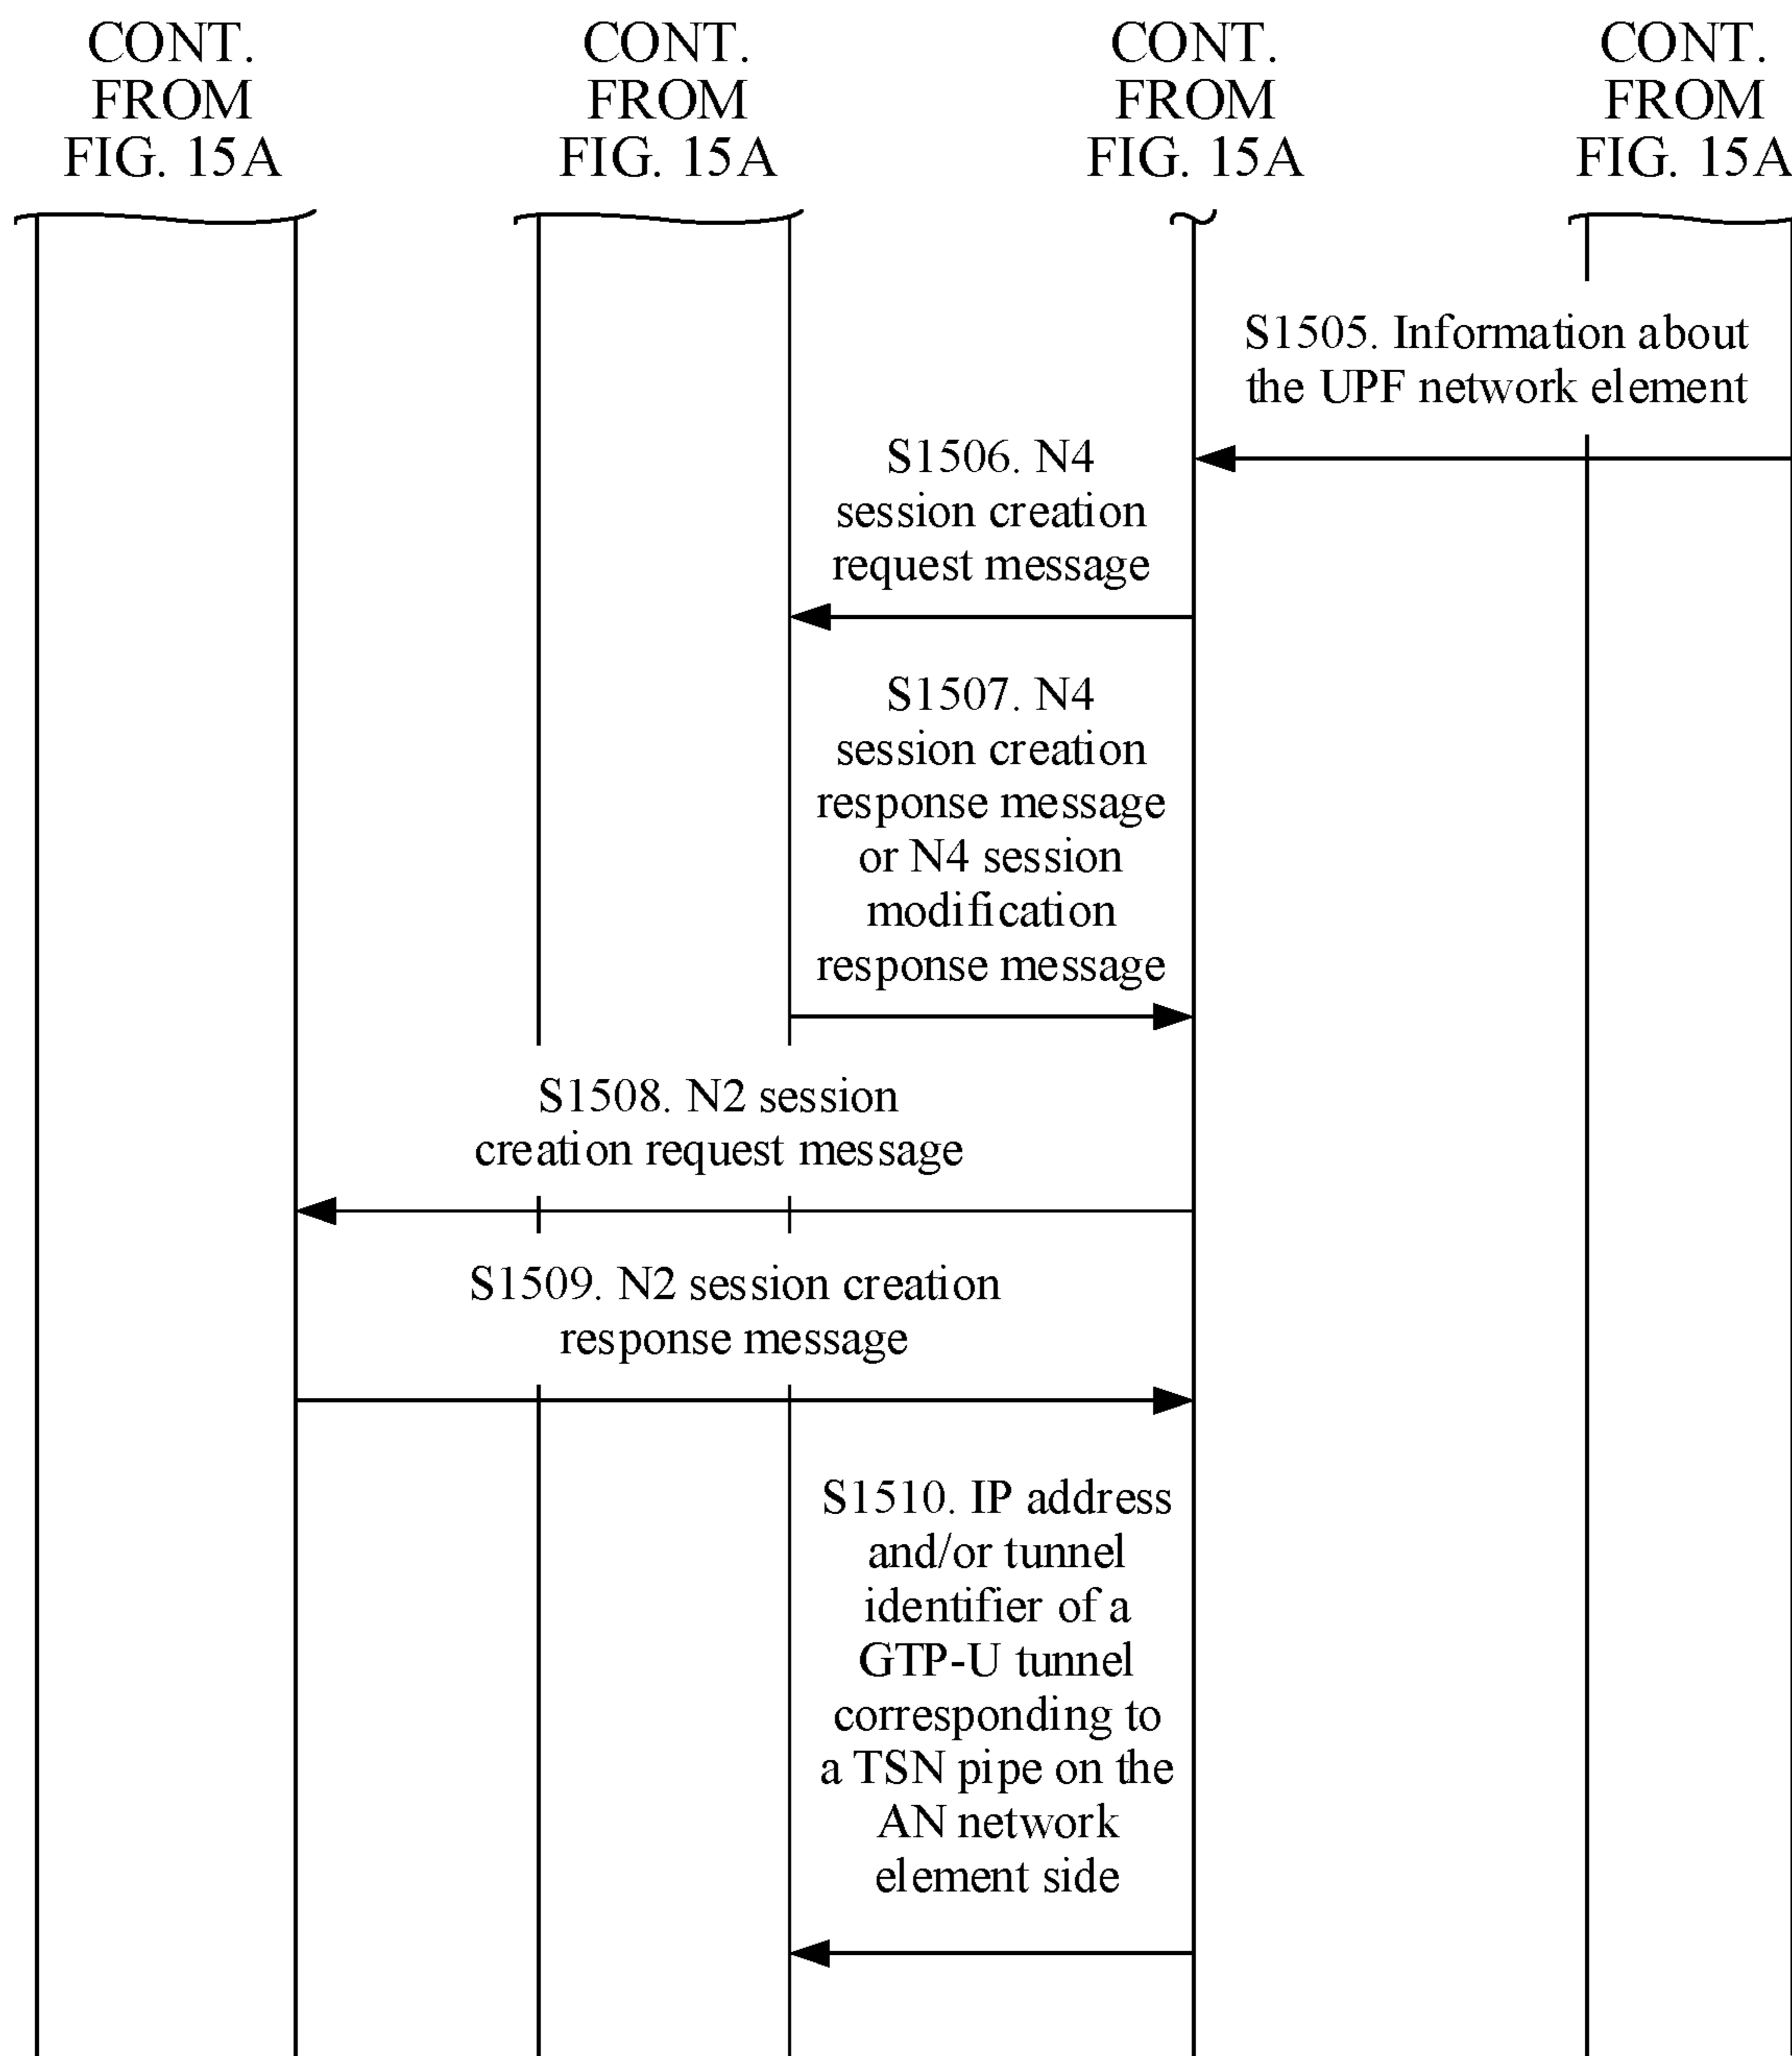 CONT.
FROM
FIG. 15A
CONT.
FROM
FIG. 15A
CONT.
FROM
FIG. 15A
CONT.
FROM
FIG. 15A
S1505. Information about
the UPF network element
S1506. N4
session creation
request message
S1507. N4
session creation
response message
or N4 session
modification
response message
S1508. N2 session
creation request message
S1509. N2 session creation
response message
S1510. IP address
and/or tunnel
identifier of a
GTP-U tunnel
corresponding to
a TSN pipe on the
AN network
element side